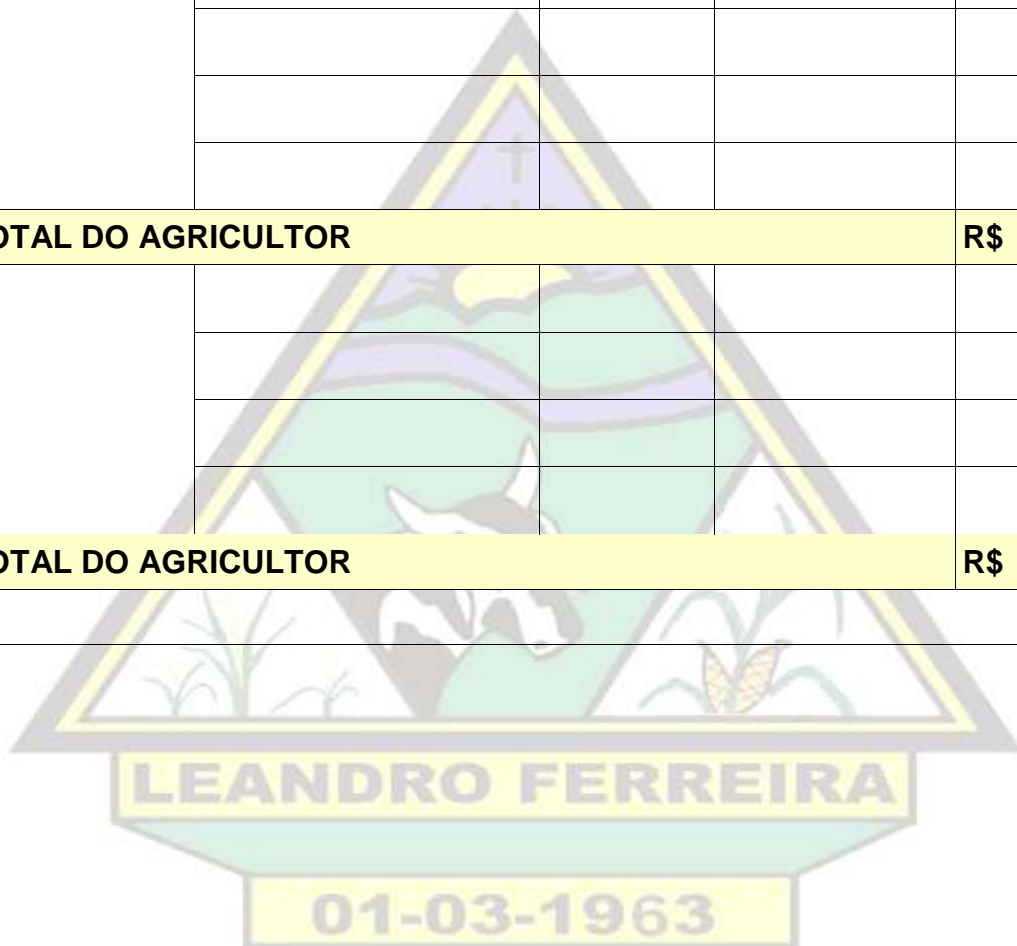 OTAL DO AGRICULTOR R$
OTAL DO AGRICULTOR R$
LEANDRO FERREIRA
01-03-1963